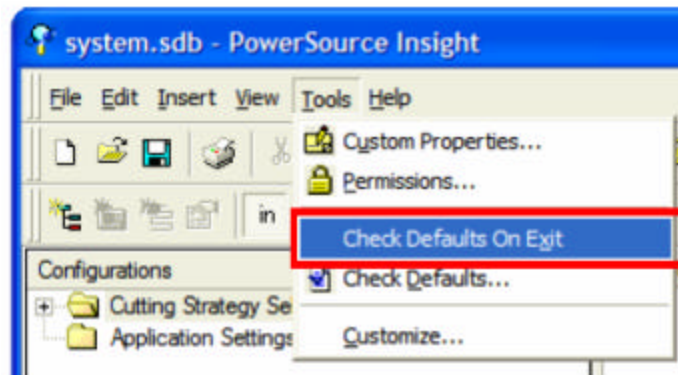 system.sdb - PowerSource Insight
File Edit Insert View Tools Help
Custom Properties...
Permissions...
in
Check Defaults On Exit
Configurations
Check Defaults...
Cutting Strategy Se
Application Settings
Customize...